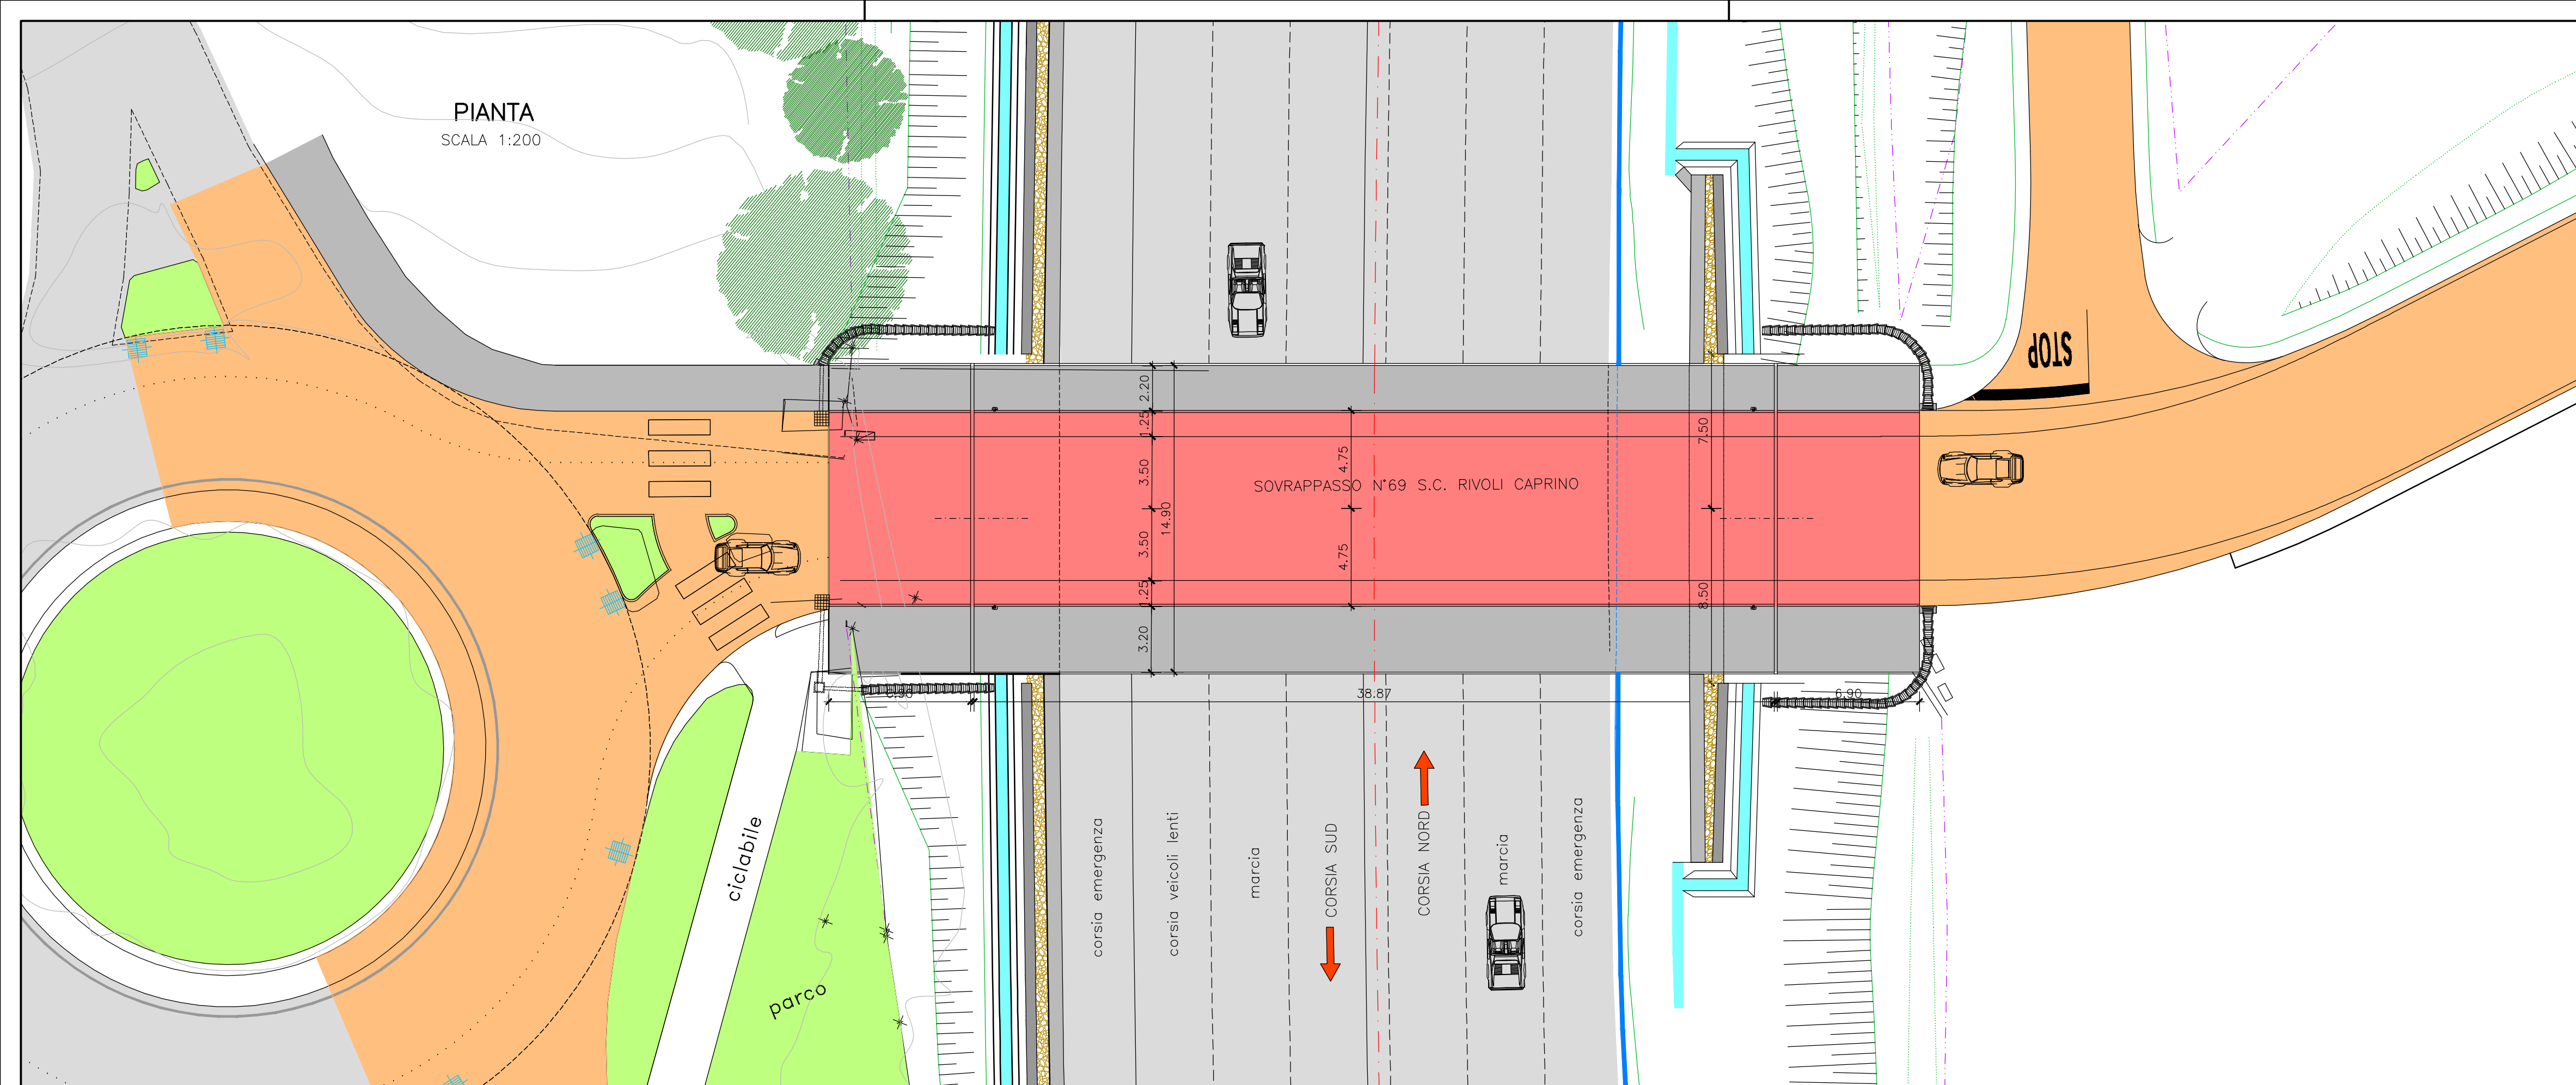 PIANTA
SCALA 1:200
STOP
2.20
1.25
3.50
14.90
3.50
1.25
3.20
4.75
4.75
SOVRAPPASSO N°69 S.C. RIVOLI CAPRINO
7.50
8.50
38.87
6.90
ciclabile
parco
corsia emergenza
corsia veicoli lenti
marcia
CORSIA SUD
CORSIA NORD
marcia
corsia emergenza